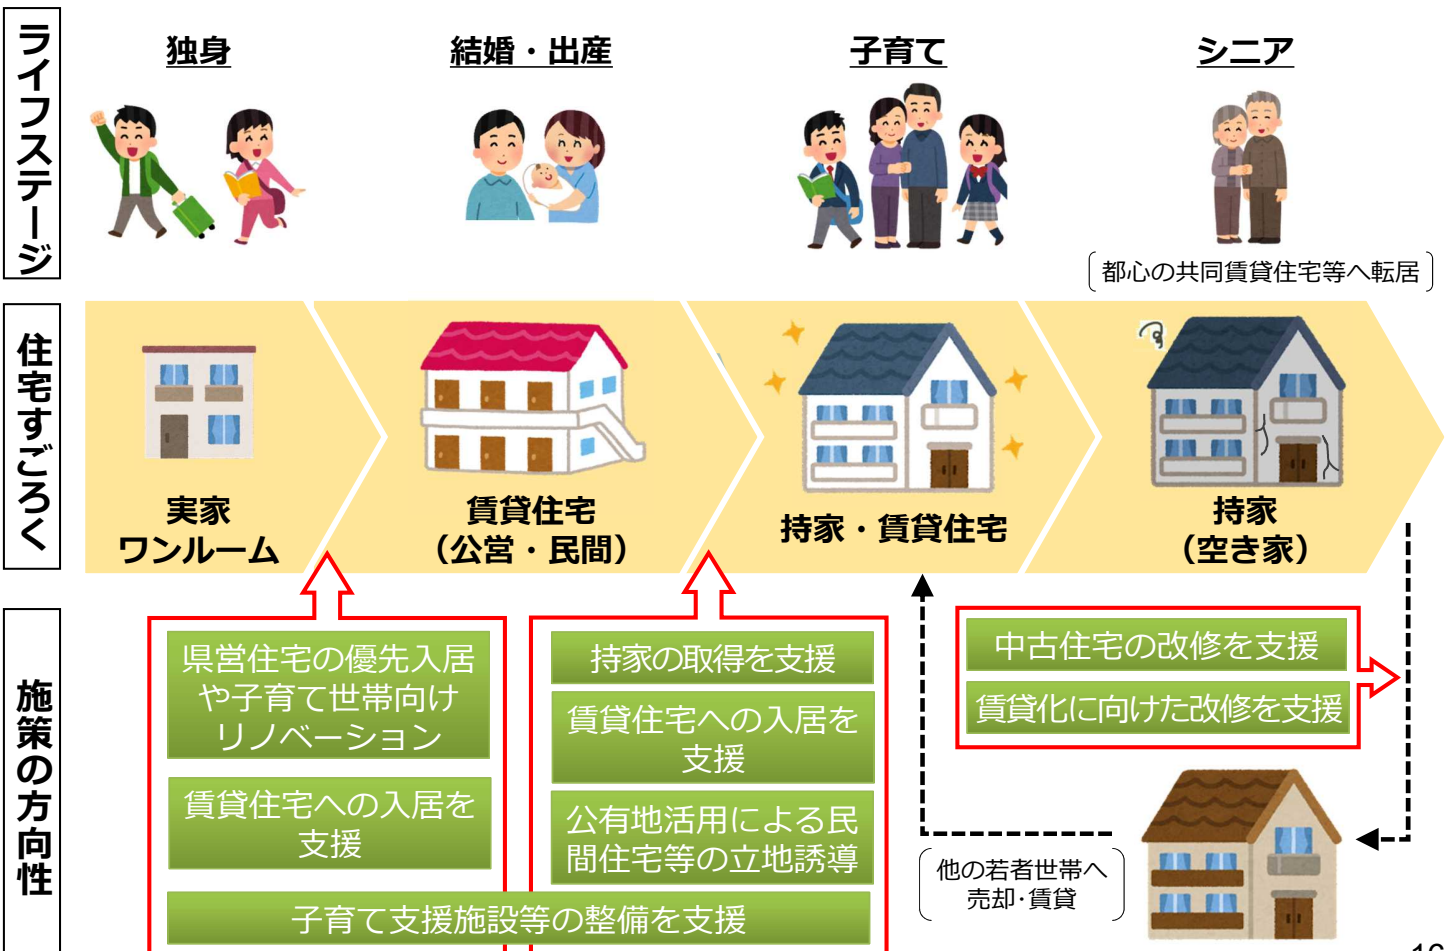 ライフステージ
独身
結婚・出産
子育て
シニア
都心の共同賃貸住宅等へ転居
住宅すごろく
実家
ワンルーム
賃貸住宅
（公営・民間）
持家・賃貸住宅
持家
（空き家）
施策の方向性
県営住宅の優先入居
や子育て世帯向け
リノベーション
賃貸住宅への入居を
支援
持家の取得を支援
賃貸住宅への入居を
支援
公有地活用による民
間住宅等の立地誘導
子育て支援施設等の整備を支援
中古住宅の改修を支援
賃貸化に向けた改修を支援
他の若者世帯へ
売却･賃貸